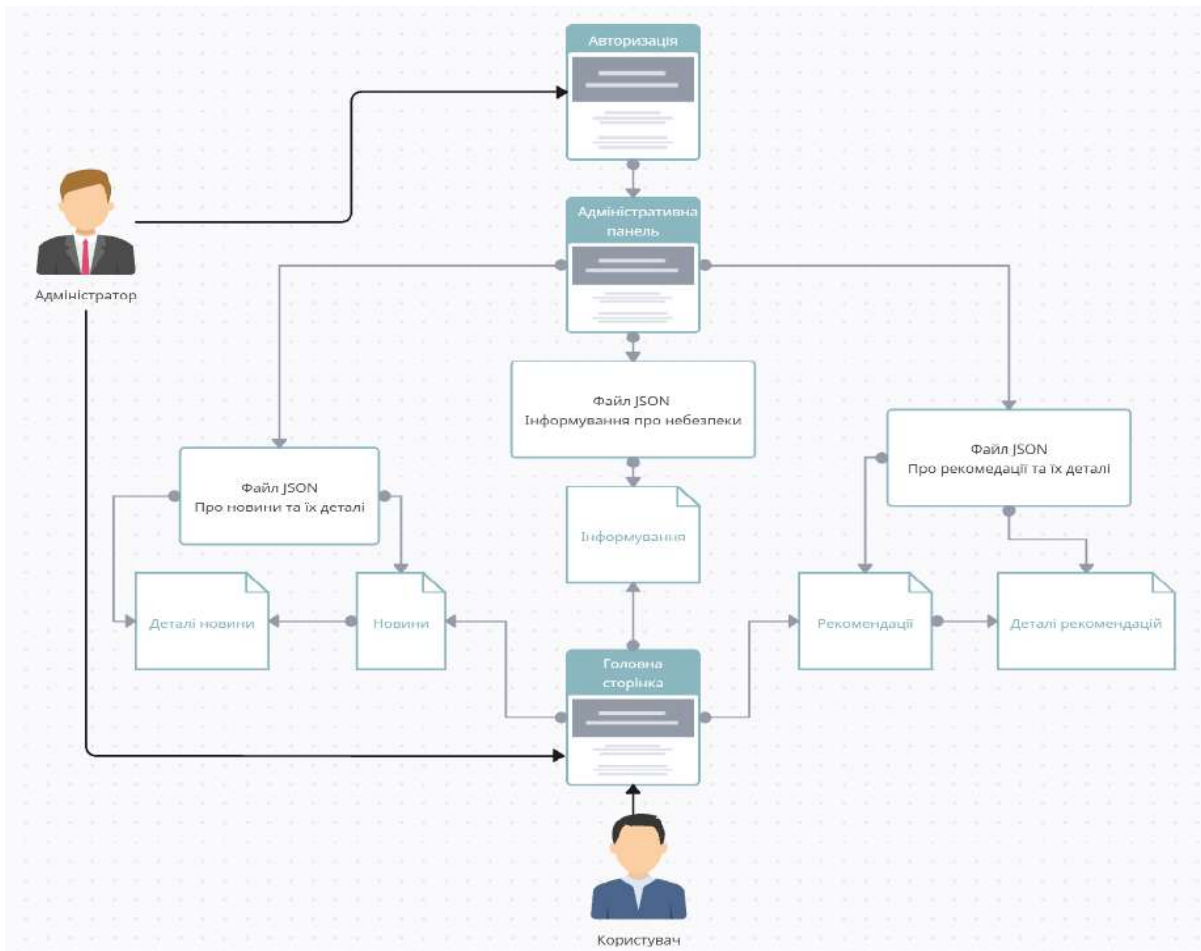 Авторизація
Адміністративна
панель
Адміністратор
Файл JSON
Інформування про небезпеки
Файл JSON
Про рекомедації та їх деталі
Файл JSON
Про новини та їх деталі
Інформування
Деталі новини
Новини
Рекомендації
Деталі рекомендацій
Головна
сторінка
Користувач